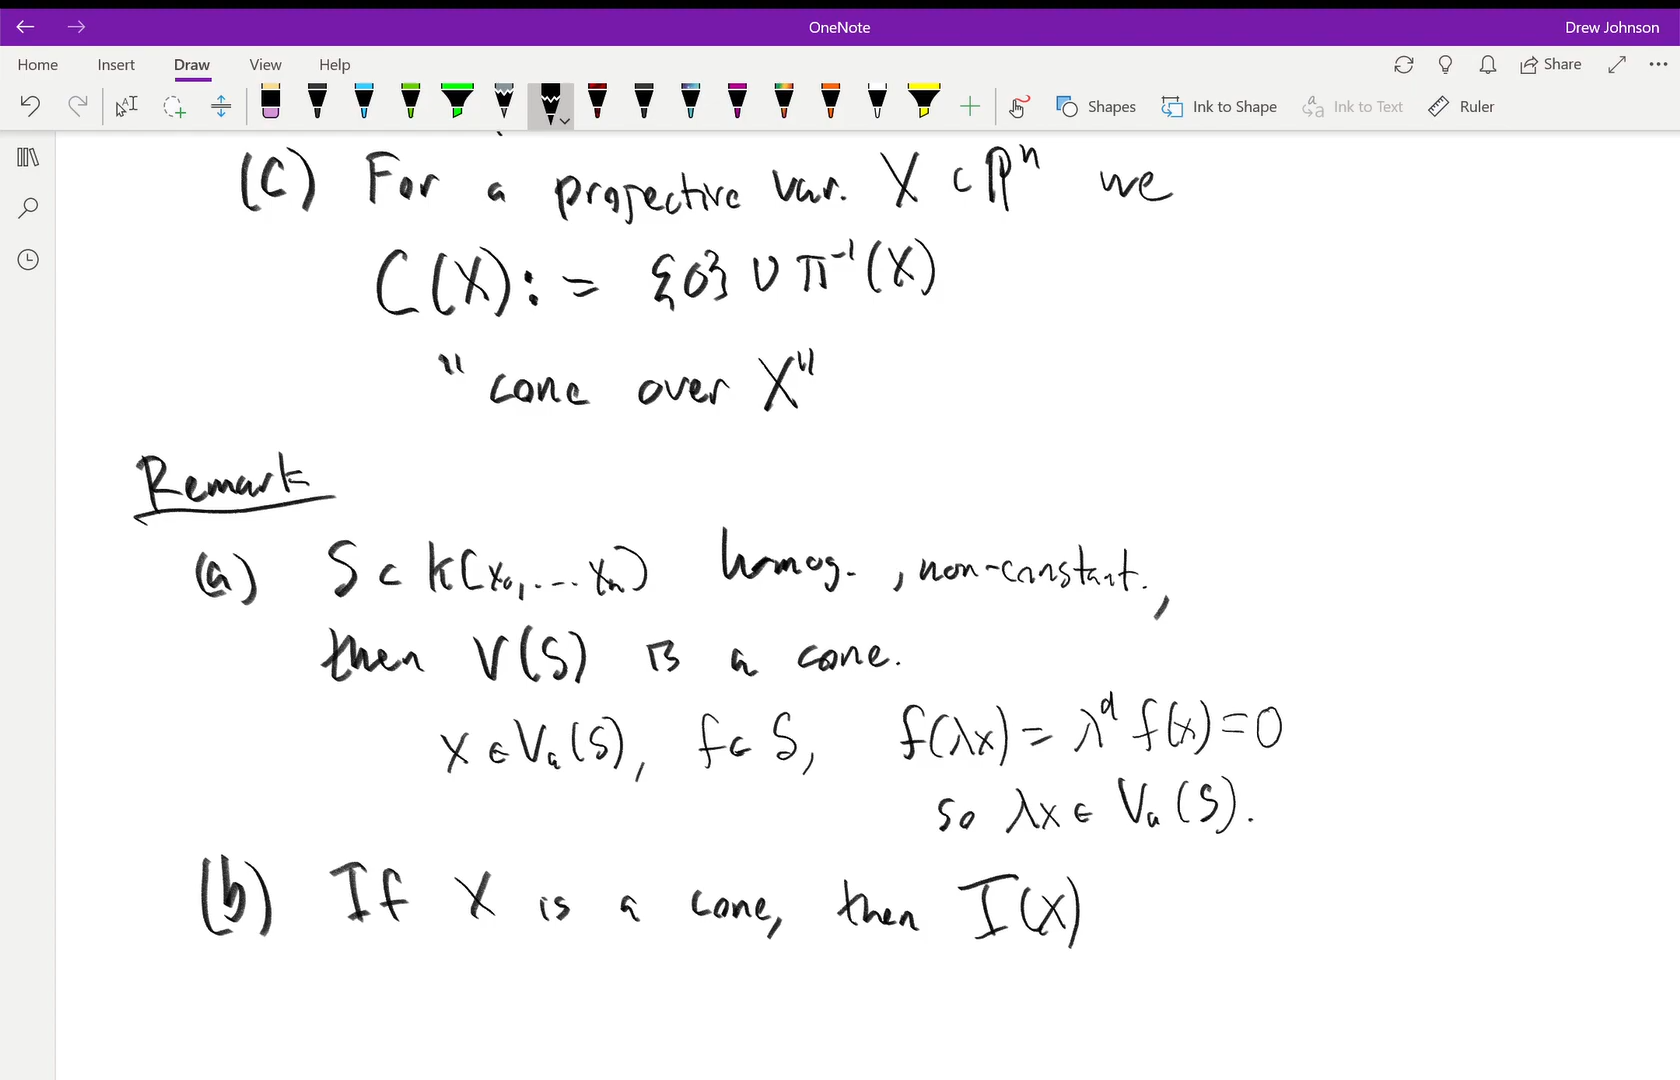 OneNote
Drew Johnson
Home Insert Draw View Help
Share
Shapes Ink to Shape Ink to Text Ruler
(C) For a projective var. X ⊂ ℙⁿ we
C(X) := {0} ∪ π⁻¹(X)
"cone over X"
Remark
(a) S ⊂ k(x₀, ... xₙ) homog. , non-constant. ,
then V(S) is a cone.
x ∈ Vₐ(S), f ∈ S, f(λx) = λᵈ f(x) = 0
so λx ∈ Vₐ(S).
(b) If X is a cone, then I(X)